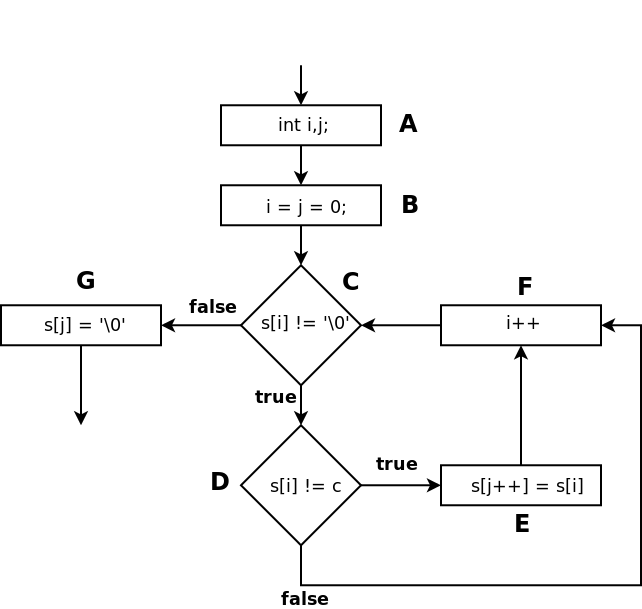 int i,j;
A
i = j = 0;
B
G
C
F
false
s[j] = '\0'
s[i] != '\0'
i++
true
true
D
s[i] != c
s[j++] = s[i]
E
false